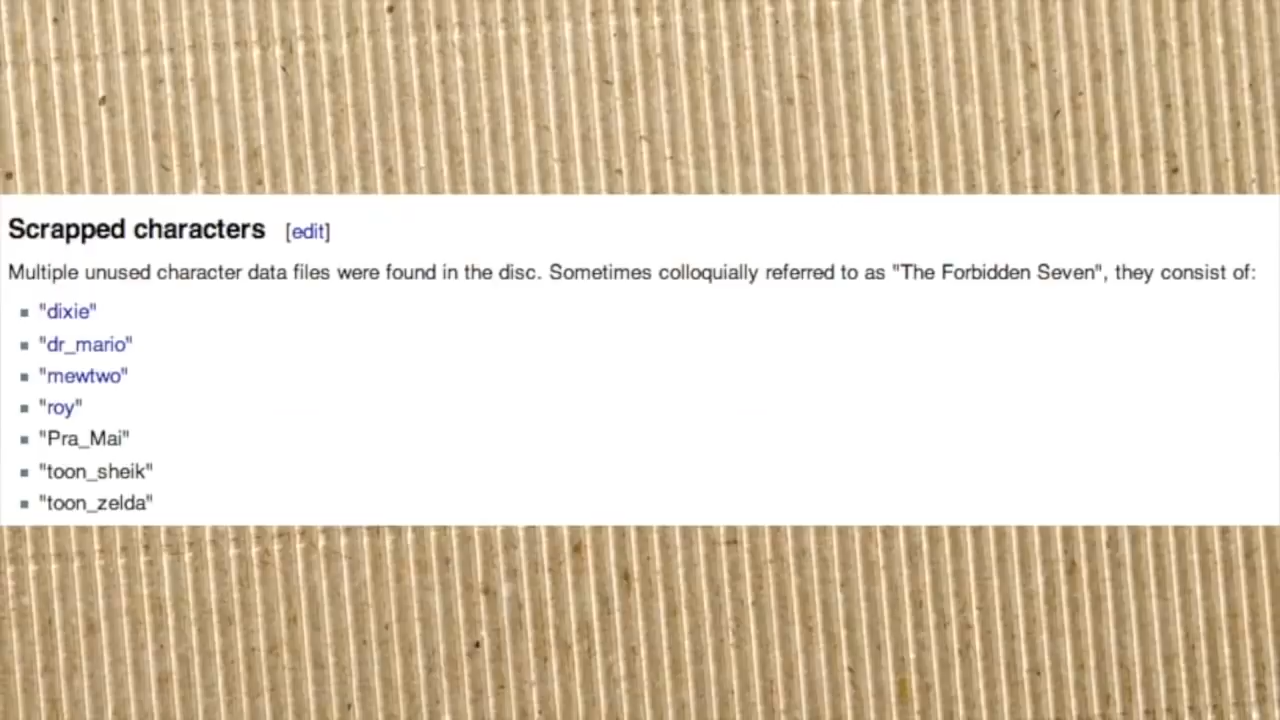 Scrapped characters [edit]
Multiple unused character data files were found in the disc. Sometimes colloquially referred to as "The Forbidden Seven", they consist of:
"dixie"
"dr_mario"
"mewtwo"
"roy"
"Pra_Mai"
"toon_sheik"
"toon_zelda"